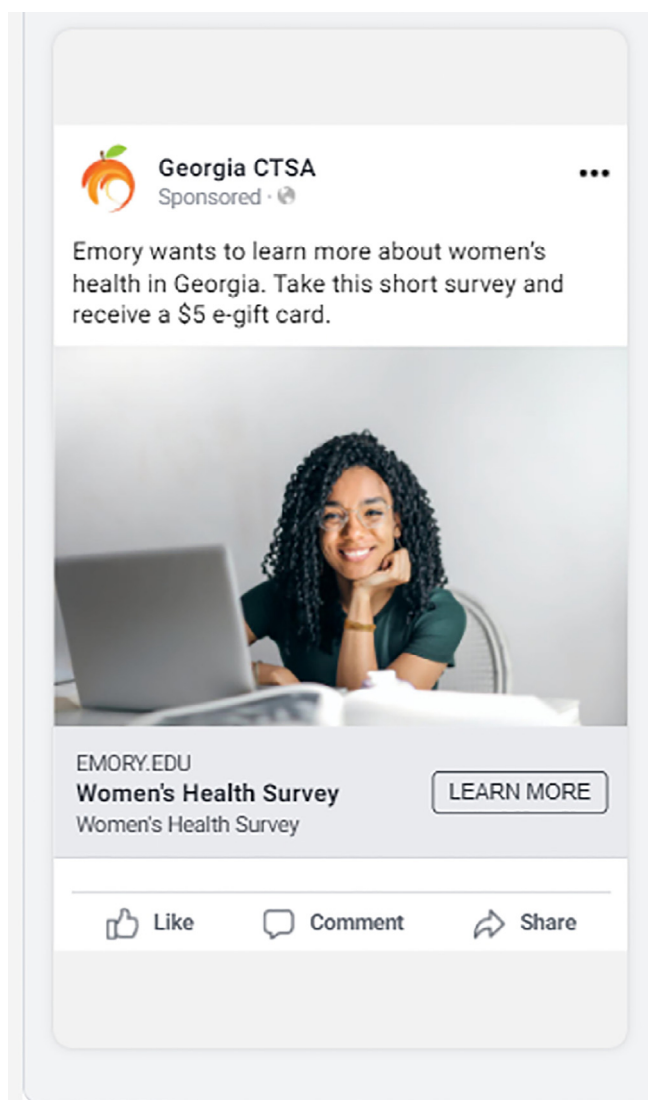 Georgia CTSA
Sponsored ·
Emory wants to learn more about women's
health in Georgia. Take this short survey and
receive a $5 e-gift card.
EMORY.EDU
Women's Health Survey
Women's Health Survey
LEARN MORE
Like
Comment
Share